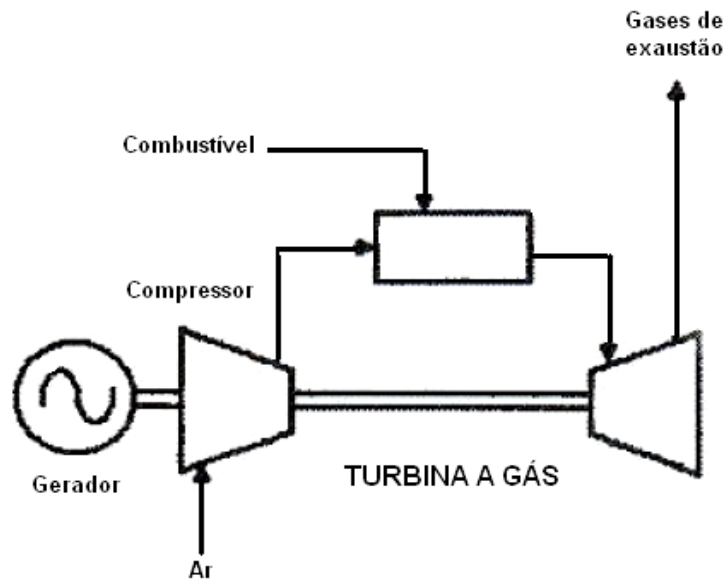 Gases de
exaustão
Combustível
Compressor
Gerador
TURBINA A GÁS
Ar